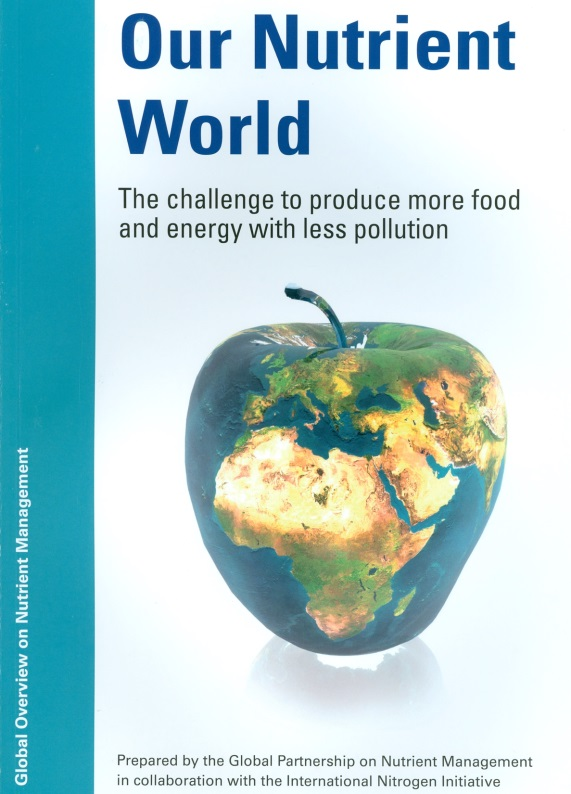 Our Nutrient
World
The challenge to produce more food
and energy with less pollution
Global Overview on Nutrient Management
Prepared by the Global Partnership on Nutrient Management
in collaboration with the International Nitrogen Initiative